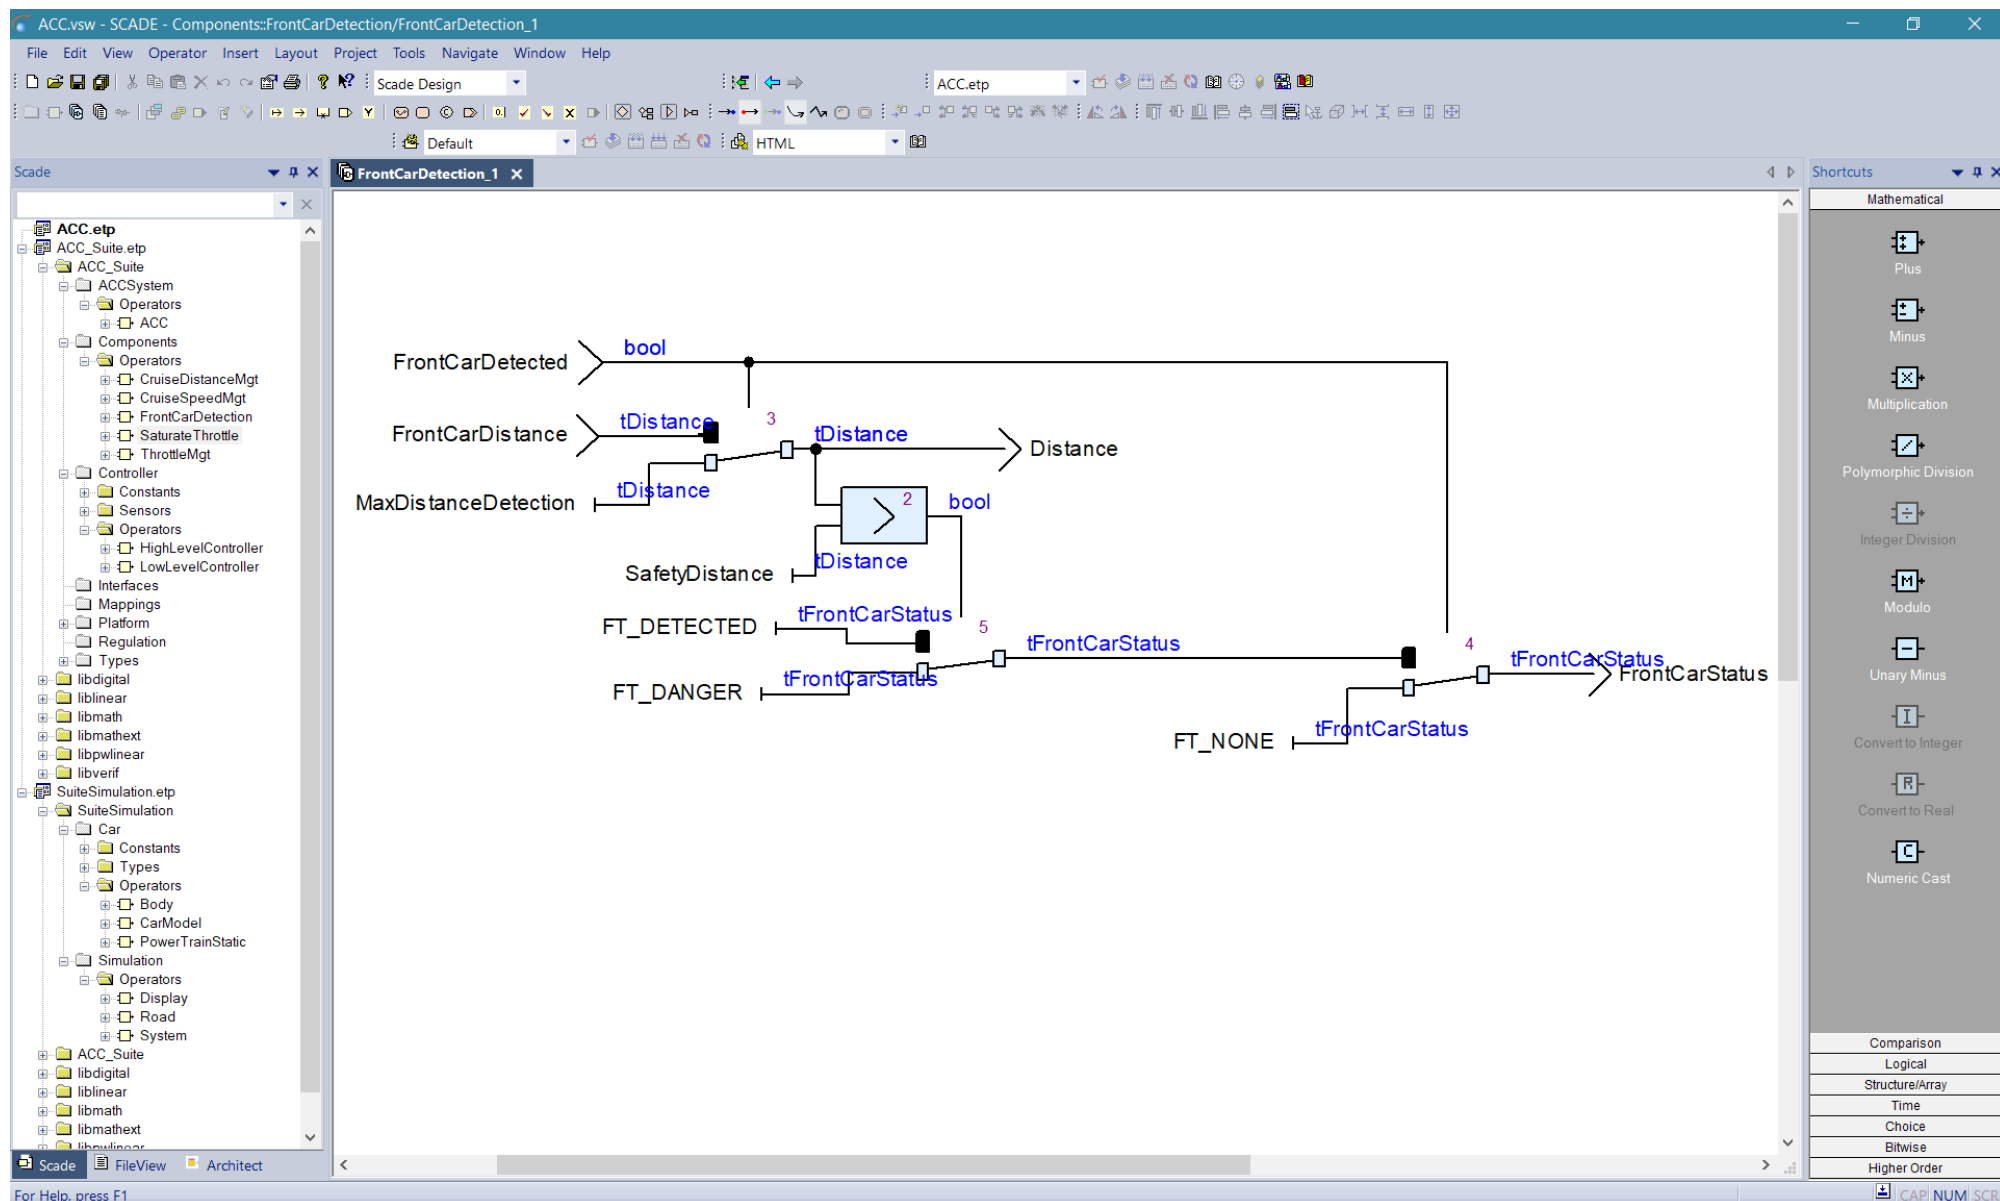 ACC.vsw - SCADE - Components::FrontCarDetection/FrontCarDetection_1
File Edit View Operator Insert Layout Project Tools Navigate Window Help
Scade Design
ACC.etp
Default
HTML
Scade
FrontCarDetection_1
Shortcuts
ACC.etp
ACC_Suite.etp
ACC_Suite
ACCSystem
Operators
ACC
Components
Operators
CruiseDistanceMgt
CruiseSpeedMgt
FrontCarDetection
SaturateThrottle
ThrottleMgt
Controller
Constants
Sensors
Operators
HighLevelController
LowLevelController
Interfaces
Mappings
Platform
Regulation
Types
libdigital
liblinear
libmath
libmathext
libpwlinear
libverif
SuiteSimulation.etp
SuiteSimulation
Car
Constants
Types
Operators
Body
CarModel
PowerTrainStatic
Simulation
Operators
Display
Road
System
ACC_Suite
libdigital
liblinear
libmath
libmathext
libpwlinear
Scade FileView Architect
FrontCarDetected
bool
FrontCarDistance
tDistance
3
tDistance
Distance
MaxDistanceDetection
tDistance
2
bool
SafetyDistance
tDistance
FT_DETECTED
tFrontCarStatus
5
tFrontCarStatus
4
tFrontCarStatus
FrontCarStatus
FT_DANGER
tFrontCarStatus
FT_NONE
tFrontCarStatus
Mathematical
Plus
Minus
Multiplication
Polymorphic Division
Integer Division
M
Modulo
Unary Minus
I
Convert to Integer
R
Convert to Real
C
Numeric Cast
Comparison
Logical
Structure/Array
Time
Choice
Bitwise
Higher Order
For Help, press F1
CAP NUM SCR